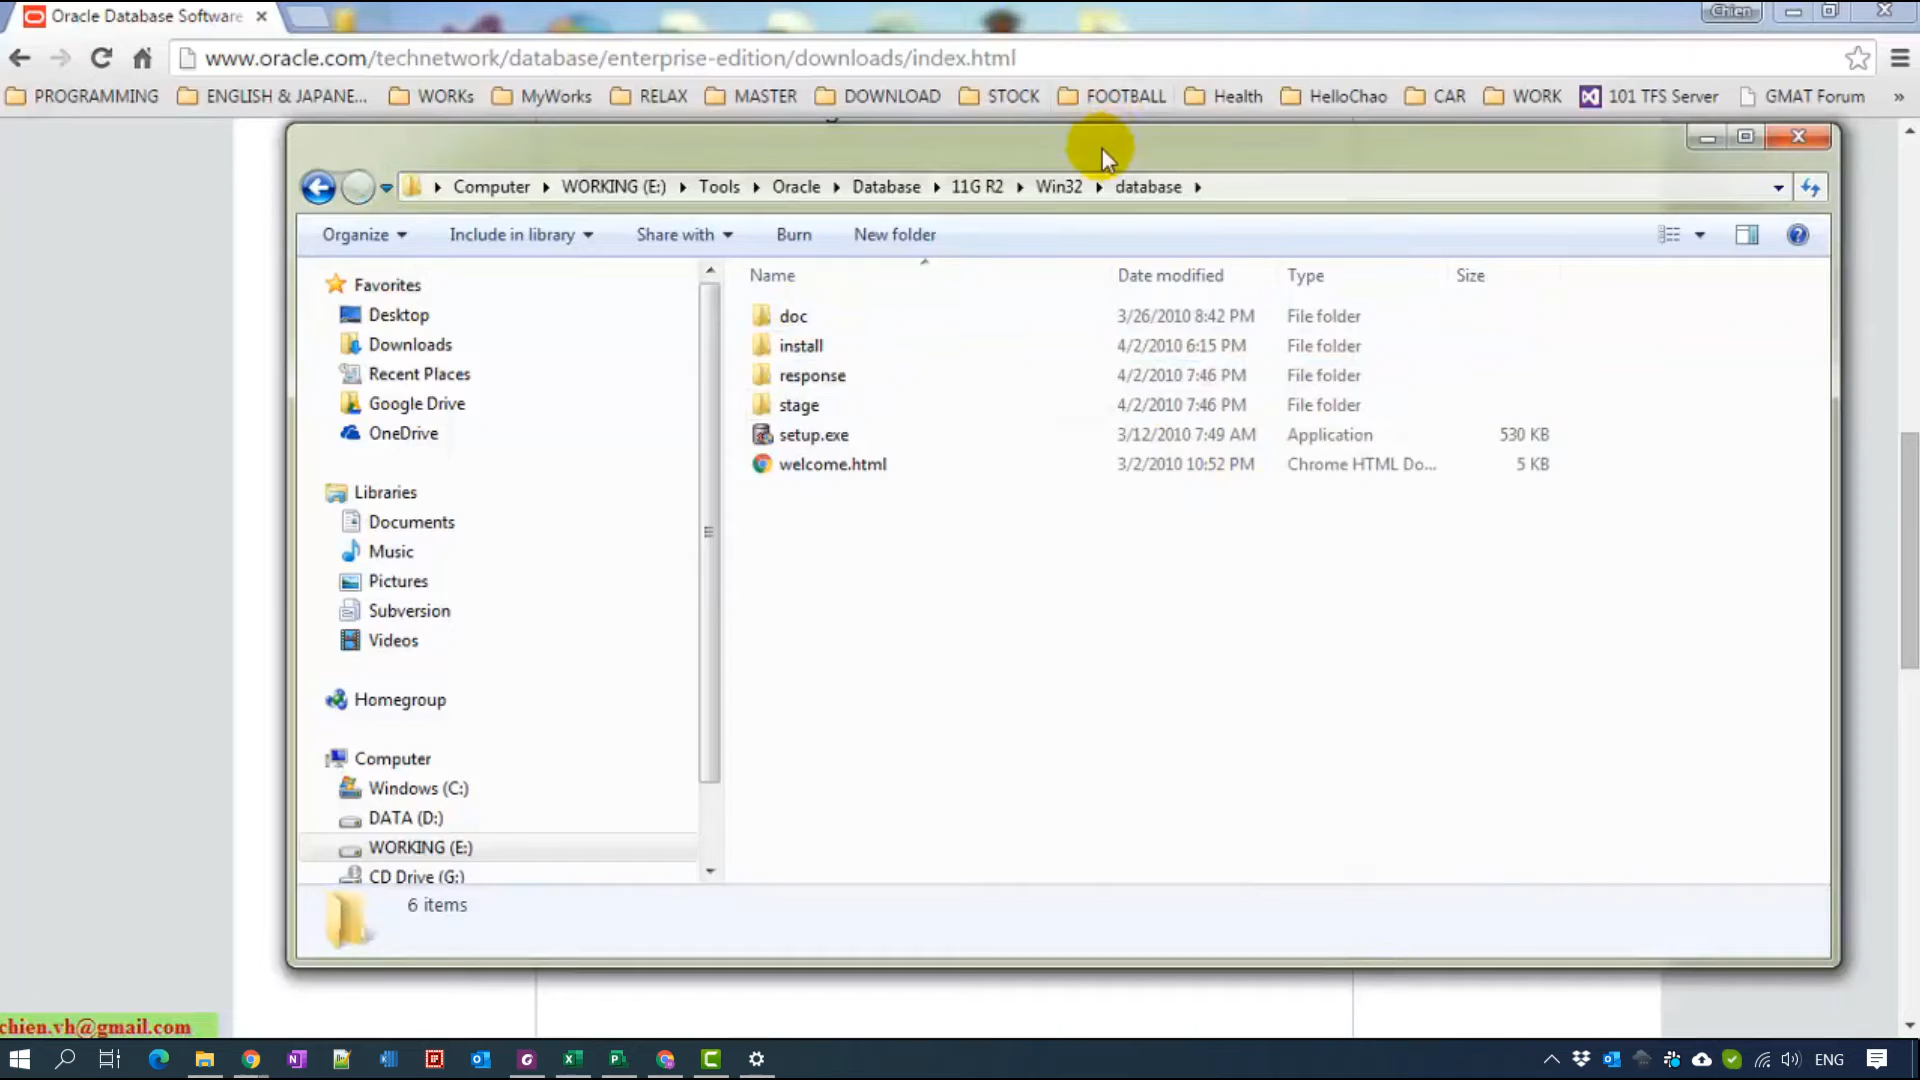 Oracle Database Software
Chien
www.oracle.com/technetwork/database/enterprise-edition/downloads/index.html
PROGRAMMING ENGLISH & JAPANE... WORKs MyWorks RELAX MASTER DOWNLOAD STOCK FOOTBALL Health HelloChao CAR WORK 101 TFS Server GMAT Forum »
Computer WORKING (E:) Tools Oracle Database 11G R2 Win32 database
Organize Include in library Share with Burn New folder
Name Date modified Type Size
Favorites
Desktop
Downloads
Recent Places
Google Drive
OneDrive
Libraries
Documents
Music
Pictures
Subversion
Videos
Homegroup
Computer
Windows (C:)
DATA (D:)
WORKING (E:)
CD Drive (G:)
doc 3/26/2010 8:42 PM File folder
install 4/2/2010 6:15 PM File folder
response 4/2/2010 7:46 PM File folder
stage 4/2/2010 7:46 PM File folder
setup.exe 3/12/2010 7:49 AM Application 530 KB
welcome.html 3/2/2010 10:52 PM Chrome HTML Do... 5 KB
6 items
chien.vh@gmail.com
ENG